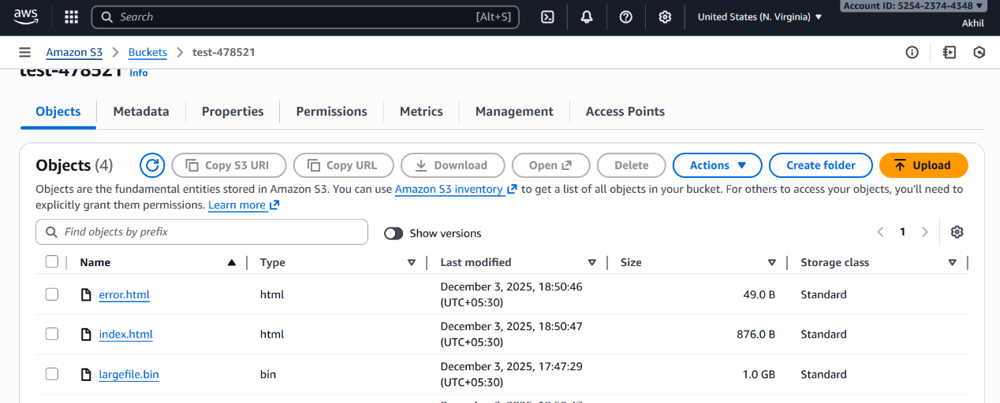 aws
Search [Alt+S] United States (N. Virginia) Account ID: 5254-2374-4348
Akhil
Amazon S3 Buckets test-478521
test-478521 Info
Objects Metadata Properties Permissions Metrics Management Access Points
Objects (4) Copy S3 URI Copy URL Download Open Delete Actions Create folder Upload
Objects are the fundamental entities stored in Amazon S3. You can use Amazon S3 inventory to get a list of all objects in your bucket. For others to access your objects, you'll need to
explicitly grant them permissions. Learn more
Find objects by prefix Show versions 1
Name Type Last modified Size Storage class
error.html html December 3, 2025, 18:50:46 (UTC+05:30) 49.0 B Standard
index.html html December 3, 2025, 18:50:47 (UTC+05:30) 876.0 B Standard
largefile.bin bin December 3, 2025, 17:47:29 (UTC+05:30) 1.0 GB Standard